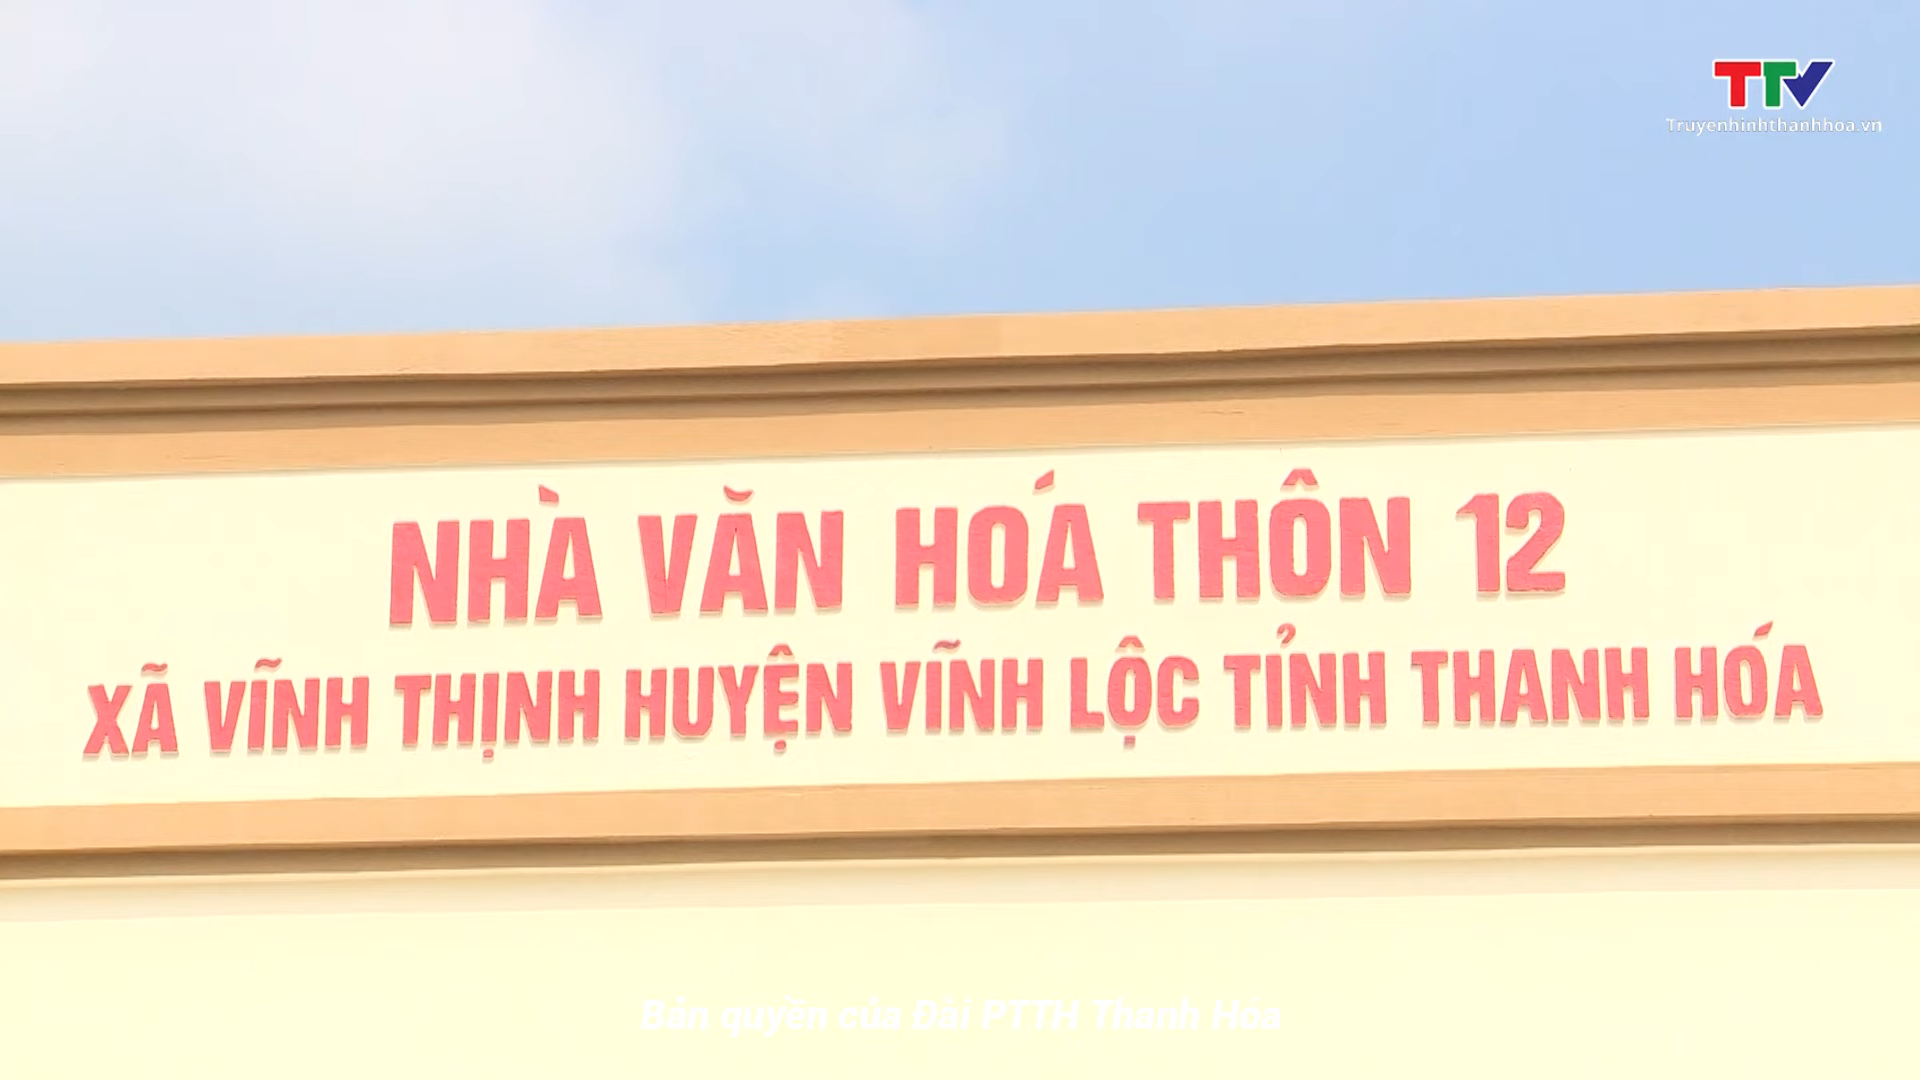 TTV
Truyenhinhthanhhoa.vn
NHÀ VĂN HOÁ THÔN 12
XÃ VĨNH THỊNH HUYỆN VĨNH LỘC TỈNH THANH HÓA
Bản quyền của Đài PTTH Thanh Hóa